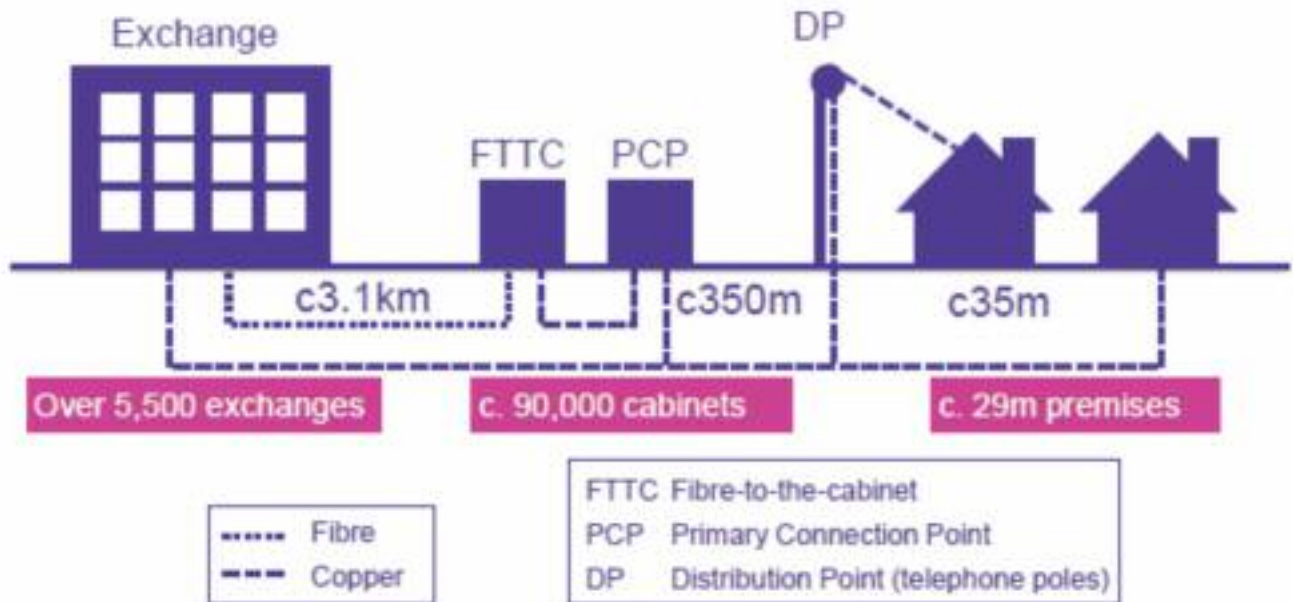 Exchange
DP
FTTC
PCP
c3.1km
c350m
c35m
Over 5,500 exchanges
c. 90,000 cabinets
c. 29m premises
Fibre
Copper
FTTC Fibre-to-the-cabinet
PCP Primary Connection Point
DP Distribution Point (telephone poles)